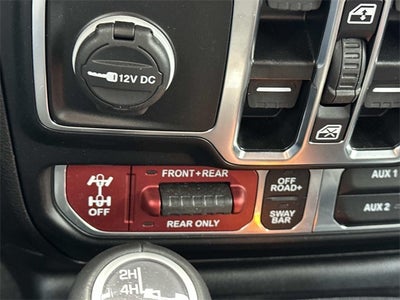 12V DC
FRONT+REAR
OFF
REAR ONLY
OFF
ROAD+
SWAY
BAR
AUX 1
AUX 2
2H
4H